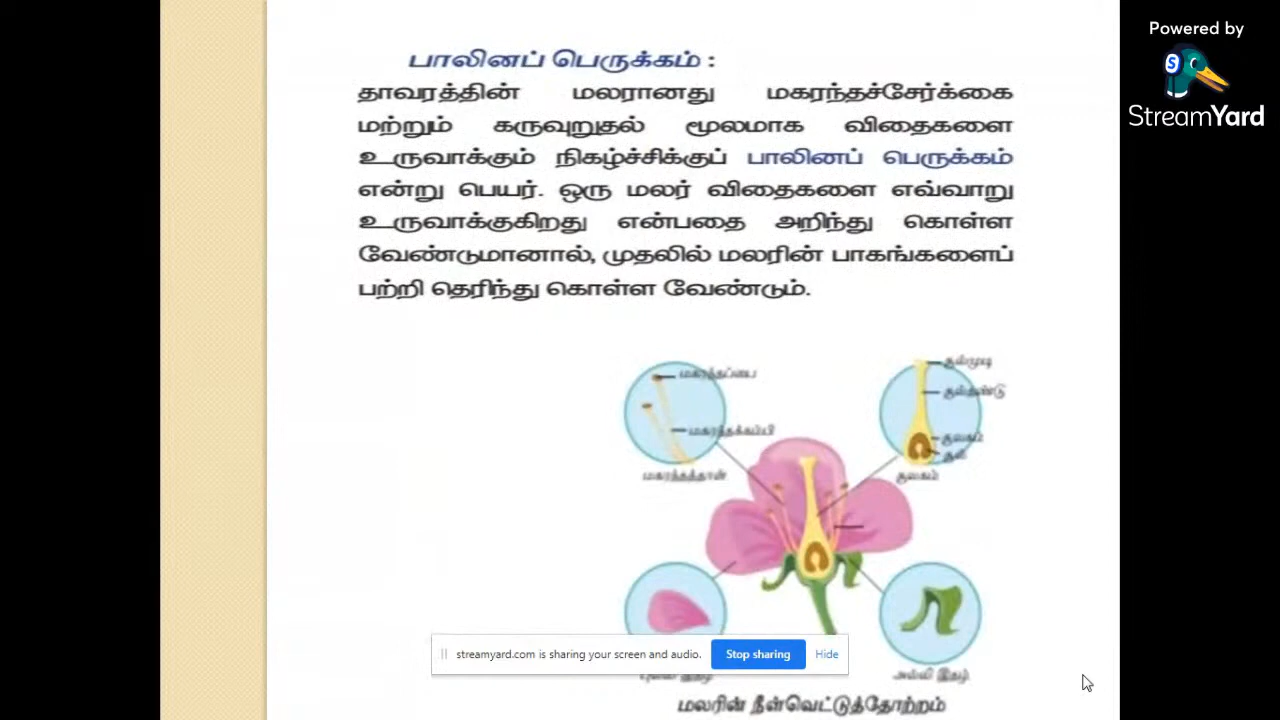 பாலினப் பெருக்கம் :
தாவரத்தின் மலரானது மகரந்தச்சேர்க்கை
மற்றும் கருவுறுதல் மூலமாக விதைகளை
உருவாக்கும் நிகழ்ச்சிக்குப் பாலினப் பெருக்கம்
என்று பெயர். ஒரு மலர் விதைகளை எவ்வாறு
உருவாக்குகிறது என்பதை அறிந்து கொள்ள
வேண்டுமானால், முதலில் மலரின் பாகங்களைப்
பற்றி தெரிந்து கொள்ள வேண்டும்.
மகரந்தப்பை
மகரந்தக்கம்பி
மகரந்தத்தாள்
சூல்முடி
சூல்தண்டு
சூலகம்
சூல்
சூலகம்
streamyard.com is sharing your screen and audio. Stop sharing Hide
இதழ்
அல்லி இதழ்
மலரின் நீள்வெட்டுத்தோற்றம்
Powered by
StreamYard